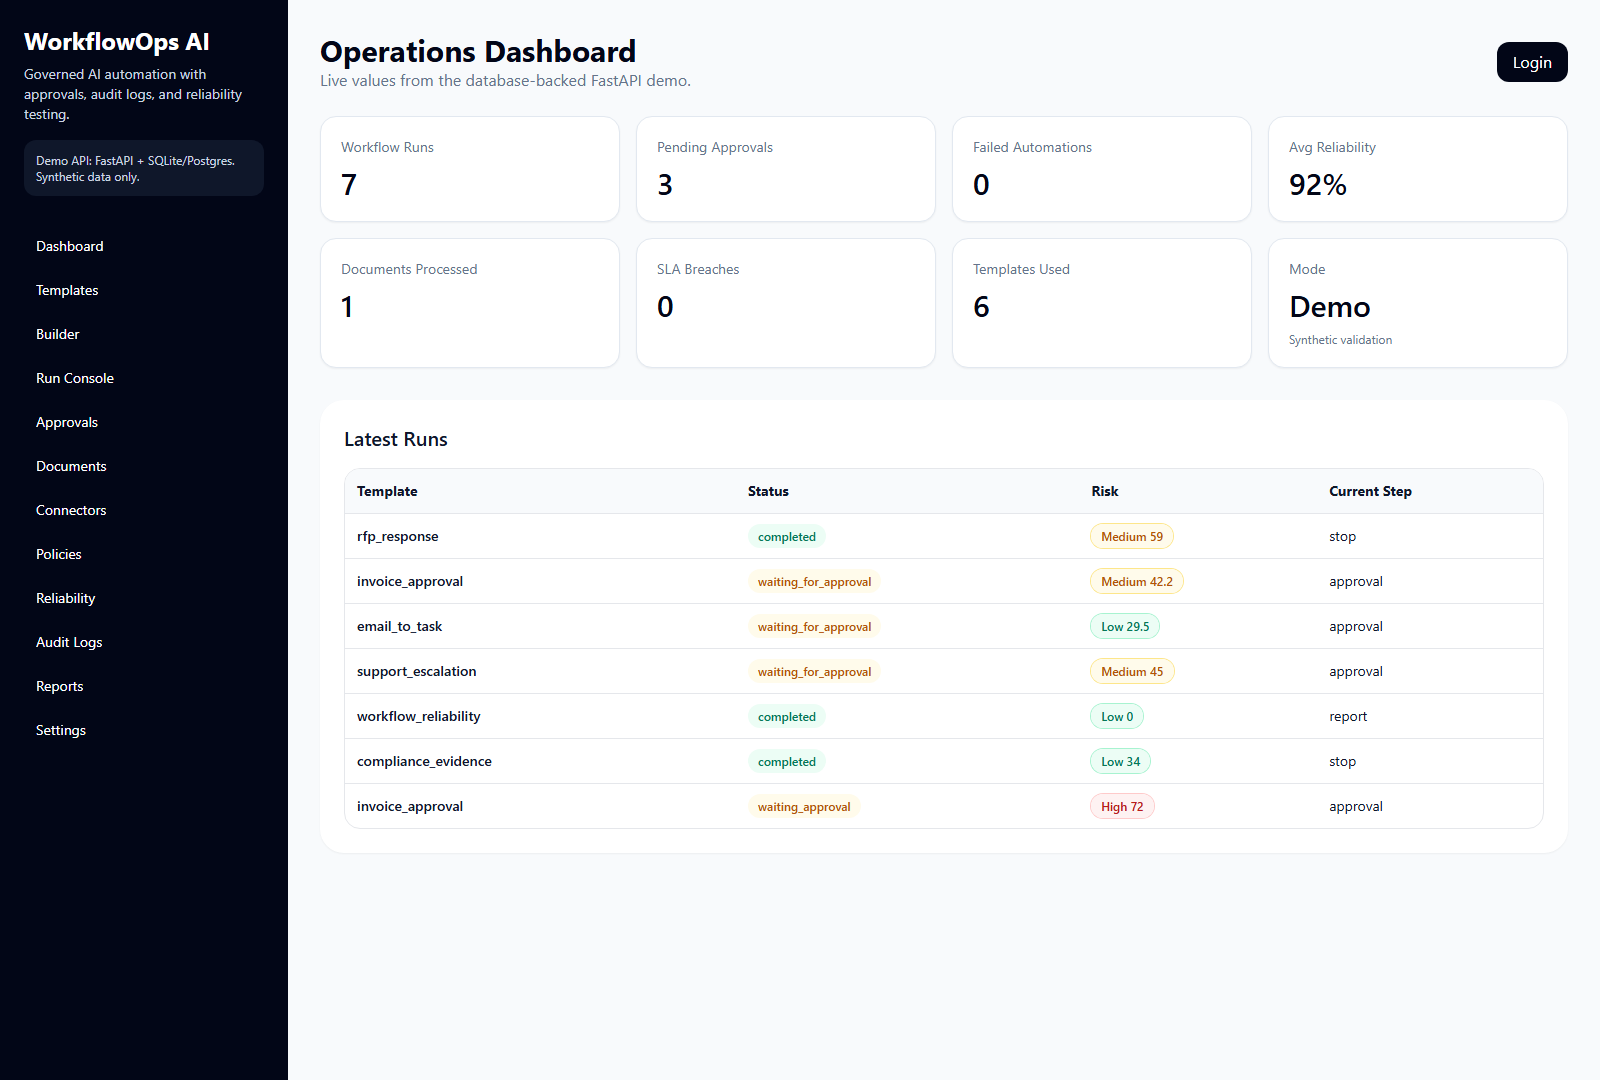 WorkflowOps AI
Governed AI automation with
approvals, audit logs, and reliability
testing.
Demo API: FastAPI + SQLite/Postgres.
Synthetic data only.
Dashboard
Templates
Builder
Run Console
Approvals
Documents
Connectors
Policies
Reliability
Audit Logs
Reports
Settings
Operations Dashboard
Live values from the database-backed FastAPI demo.
Login
Workflow Runs
7
Pending Approvals
3
Failed Automations
0
Avg Reliability
92%
Documents Processed
1
SLA Breaches
0
Templates Used
6
Mode
Demo
Synthetic validation
Latest Runs
Template Status Risk Current Step
rfp_response completed Medium 59 stop
invoice_approval waiting_for_approval Medium 42.2 approval
email_to_task waiting_for_approval Low 29.5 approval
support_escalation waiting_for_approval Medium 45 approval
workflow_reliability completed Low 0 report
compliance_evidence completed Low 34 stop
invoice_approval waiting_approval High 72 approval